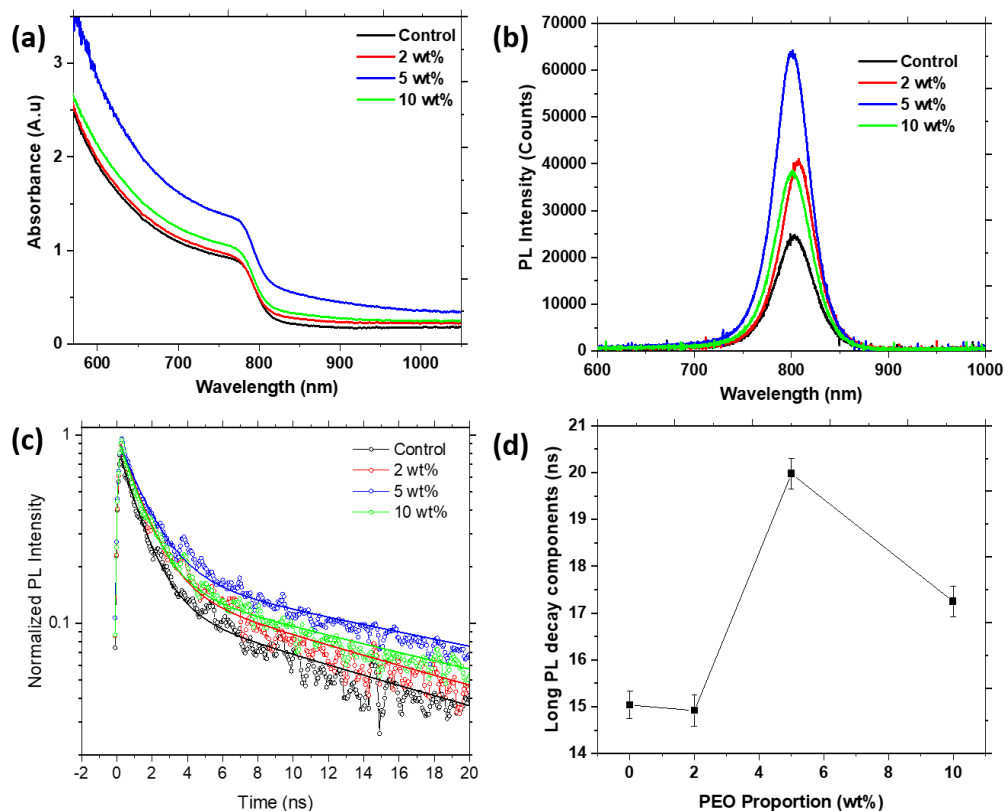 (a)
Control
2 wt%
5 wt%
10 wt%
3
2
1
0
Absorbance (A.u)
600 700 800 900 1000
Wavelength (nm)
(b)
Control
2 wt%
5 wt%
10 wt%
70000
60000
50000
40000
30000
20000
10000
0
PL Intensity (Counts)
600 700 800 900 1000
Wavelength (nm)
(c)
Control
2 wt%
5 wt%
10 wt%
1
0.1
Normalized PL Intensity
-2 0 2 4 6 8 10 12 14 16 18 20
Time (ns)
(d)
21
20
19
18
17
16
15
14
Long PL decay components (ns)
0 2 4 6 8 10
PEO Proportion (wt%)